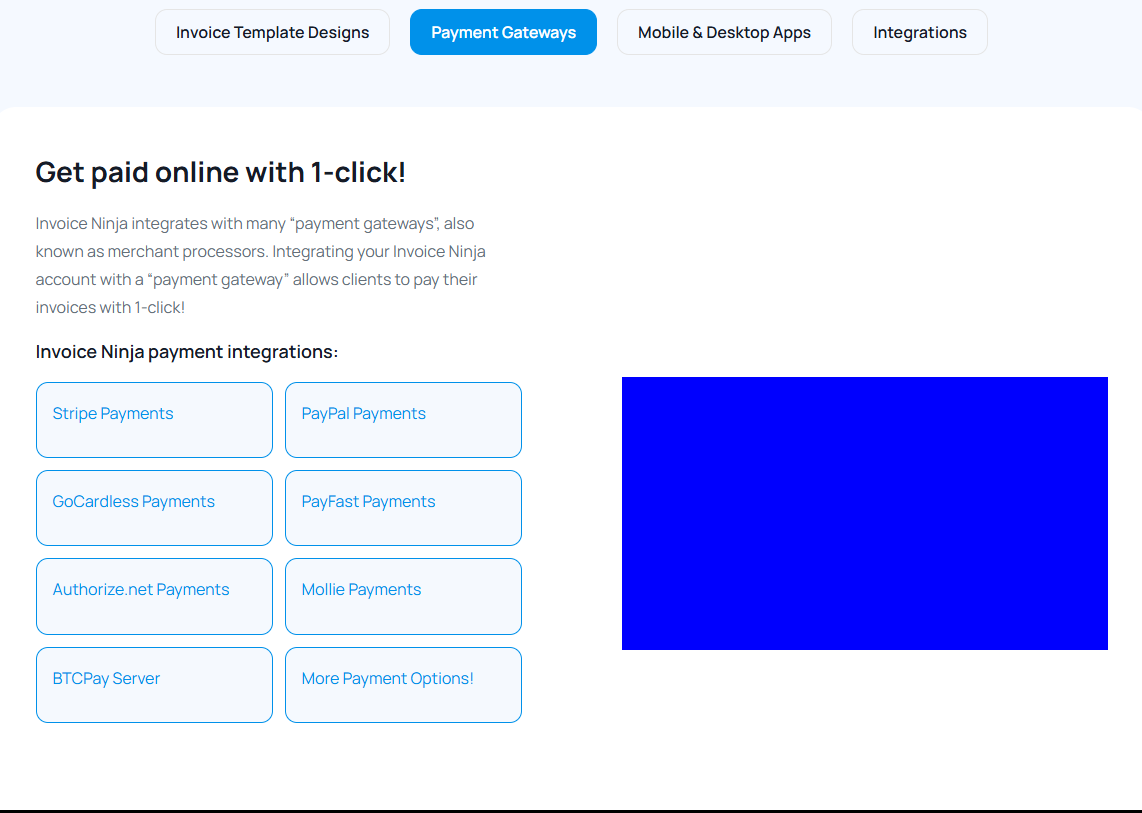 Invoice Template Designs
Payment Gateways
Mobile & Desktop Apps
Integrations
Get paid online with 1-click!
Invoice Ninja integrates with many “payment gateways”, also
known as merchant processors. Integrating your Invoice Ninja
account with a “payment gateway” allows clients to pay their
invoices with 1-click!
Invoice Ninja payment integrations:
Stripe Payments
PayPal Payments
GoCardless Payments
PayFast Payments
Authorize.net Payments
Mollie Payments
BTCPay Server
More Payment Options!